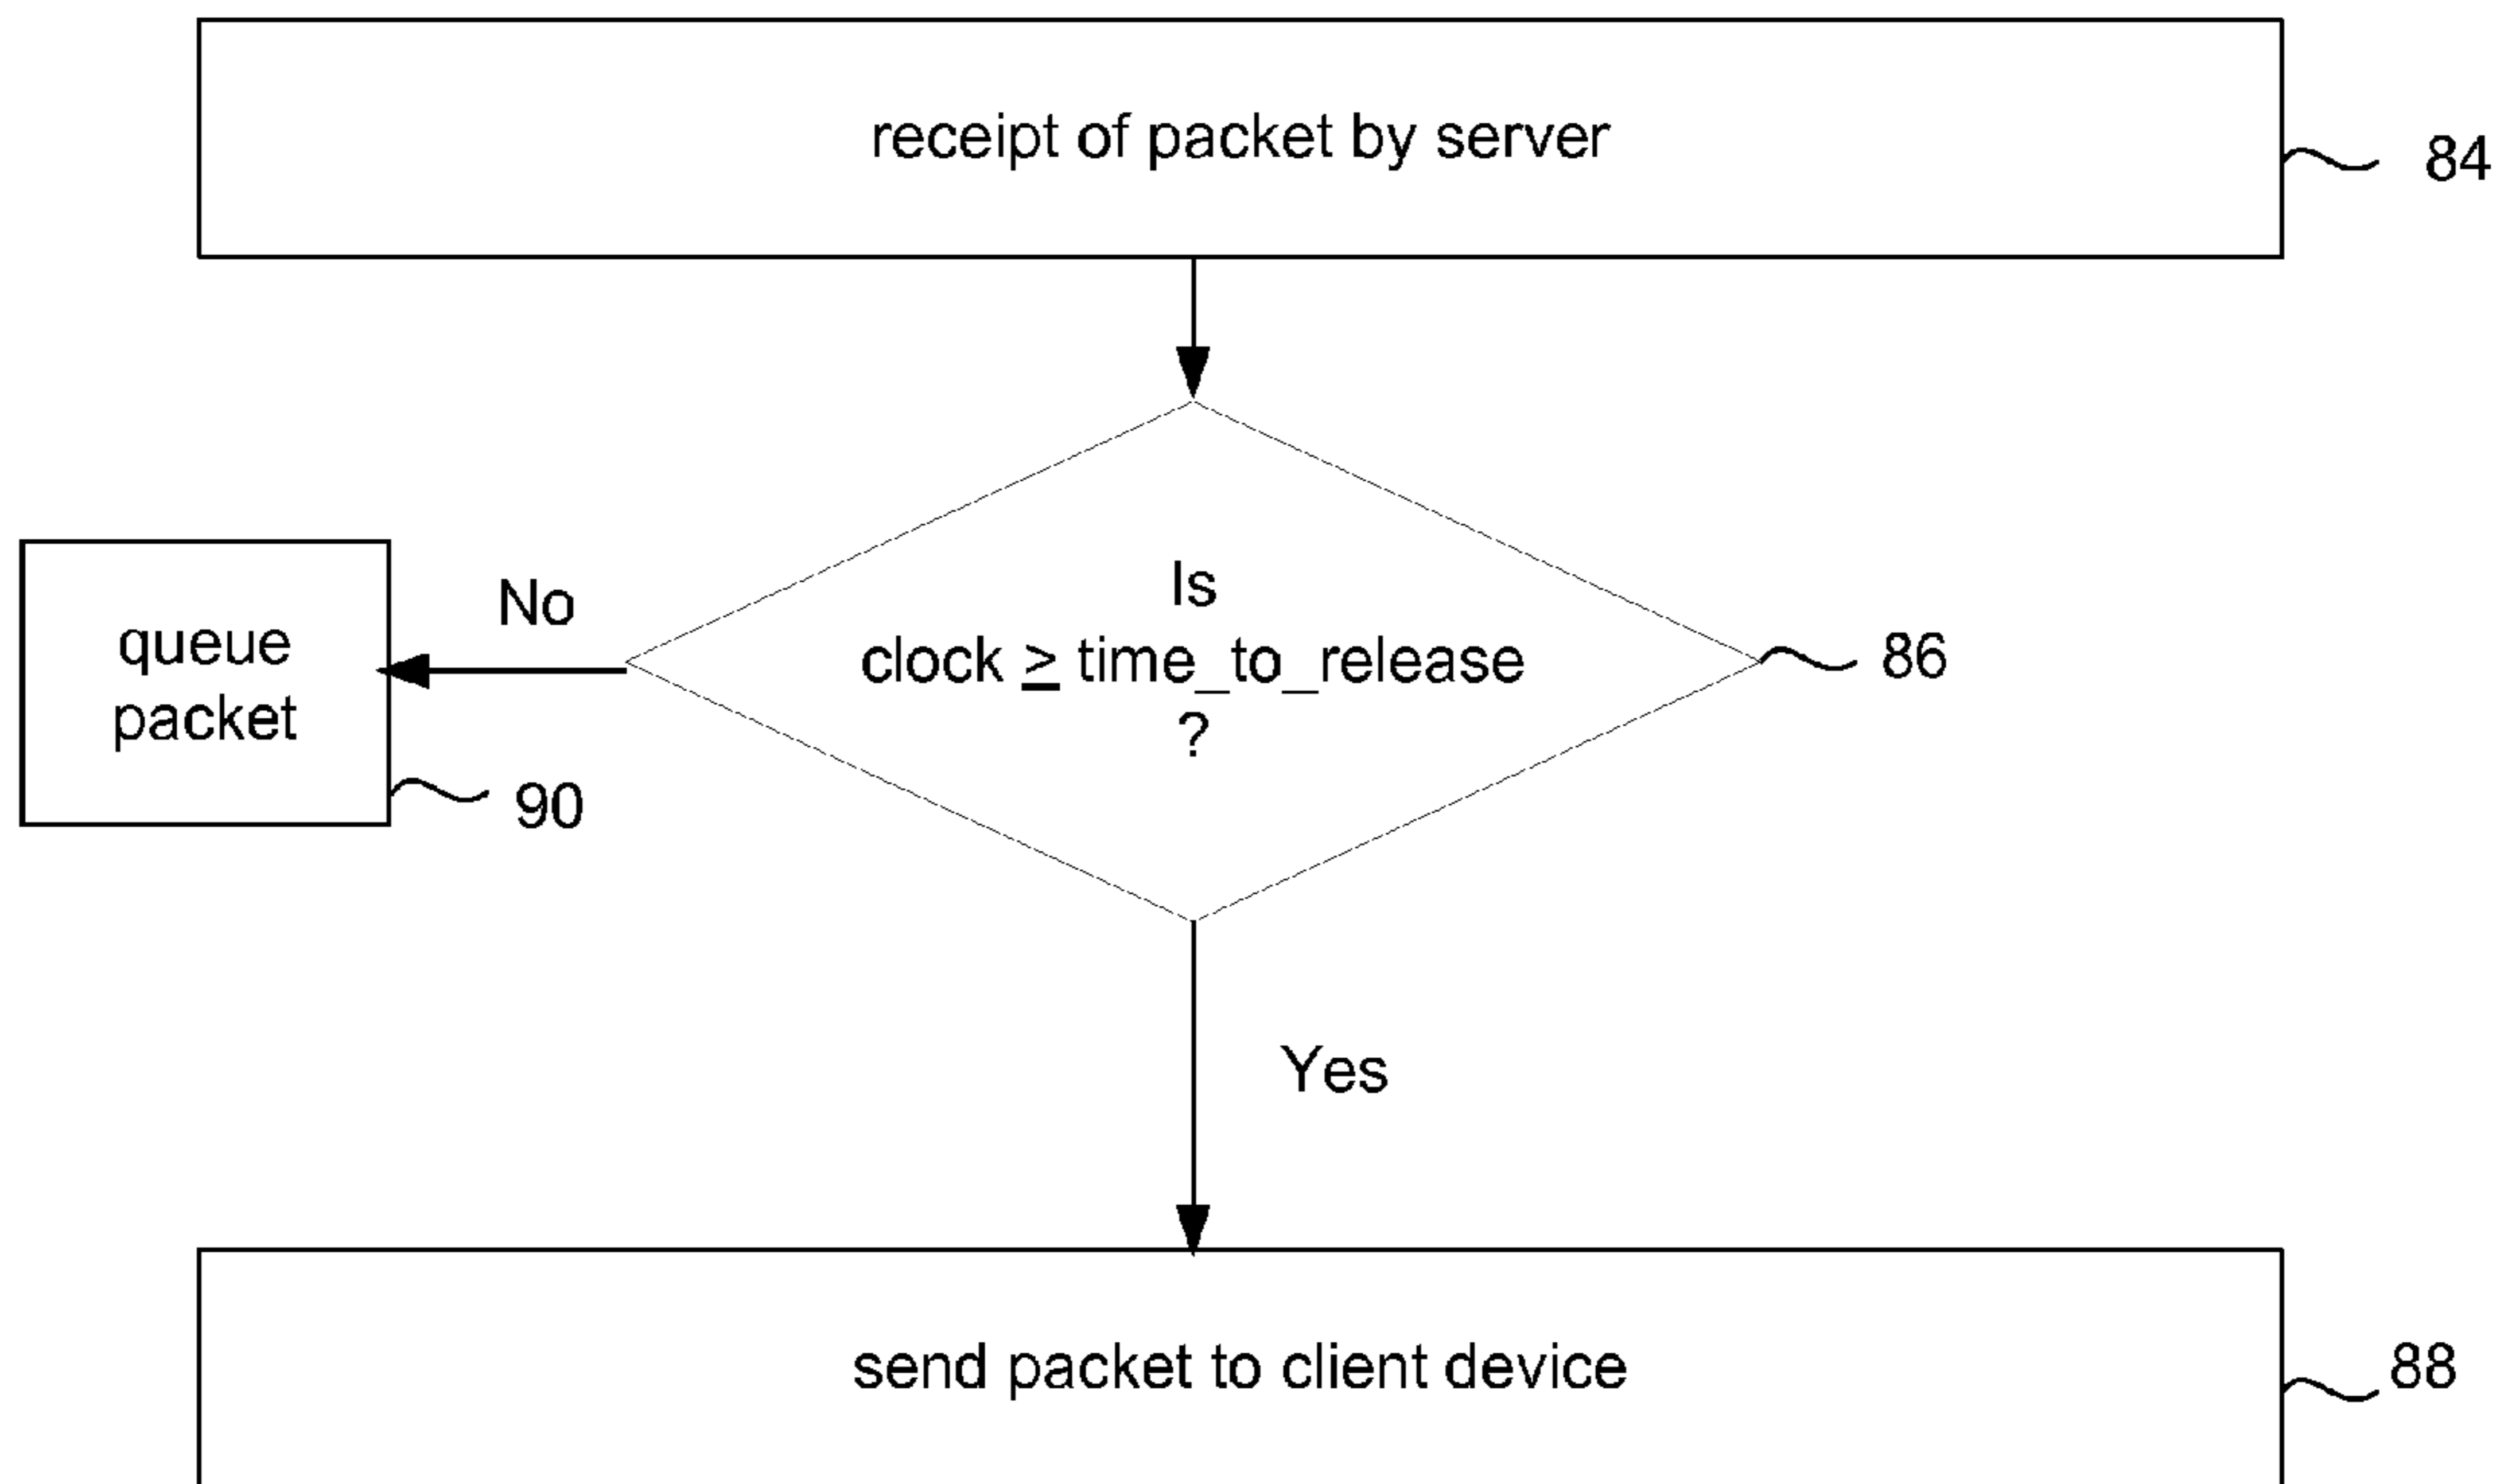 receipt of packet by server
84
Is
clock ≥ time_to_release
?
86
No
queue
packet
90
Yes
send packet to client device
88